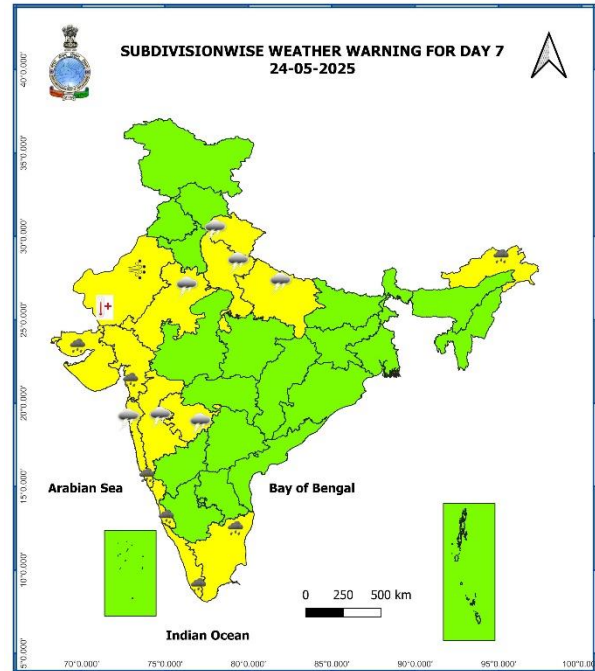 SUBDIVISIONWISE WEATHER WARNING FOR DAY 7
24-05-2025
40°0.000'
35°0.000'
30°0.000'
25°0.000'
20°0.000'
15°0.000'
10°0.000'
5°0.000'
Arabian Sea
Bay of Bengal
0 250 500 km
Indian Ocean
70°0.000' 75°0.000' 80°0.000' 85°0.000' 90°0.000' 95°0.000' 100°0.0